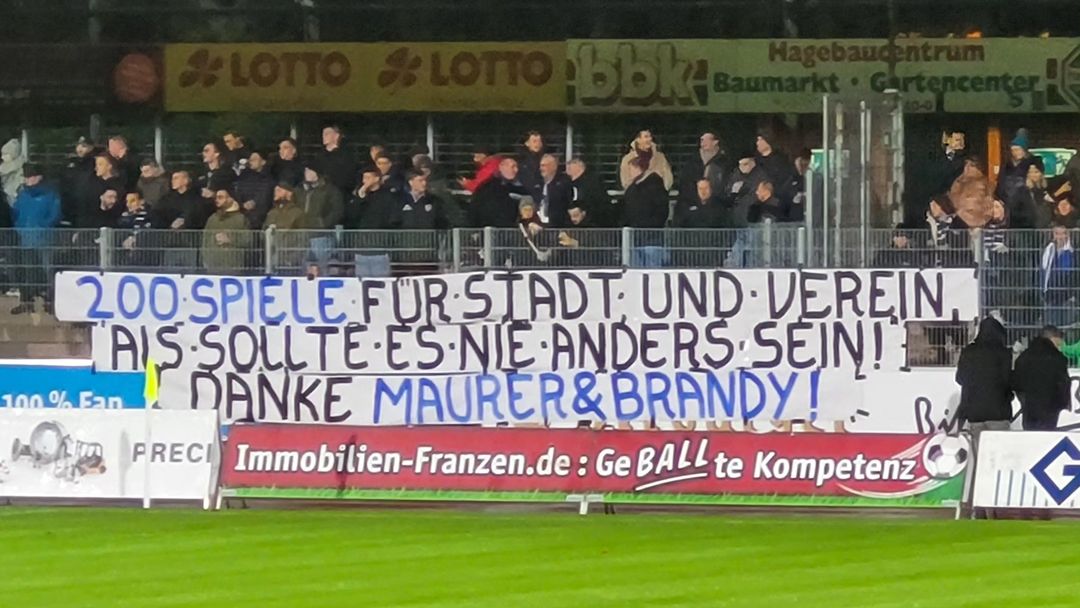 LOTTO LOTTO
bbk
Hagebaucentrum
Baumarkt · Gartencenter
200·SPIELE·FÜR·STADT·UND·VEREIN,
"ALS·SOLLTE·ES·NIE·ANDERS·SEIN!"
DANKE MAURER&BRANDY!
100 % Fan
PRECI
Immobilien-Franzen.de : GeBALLte Kompetenz